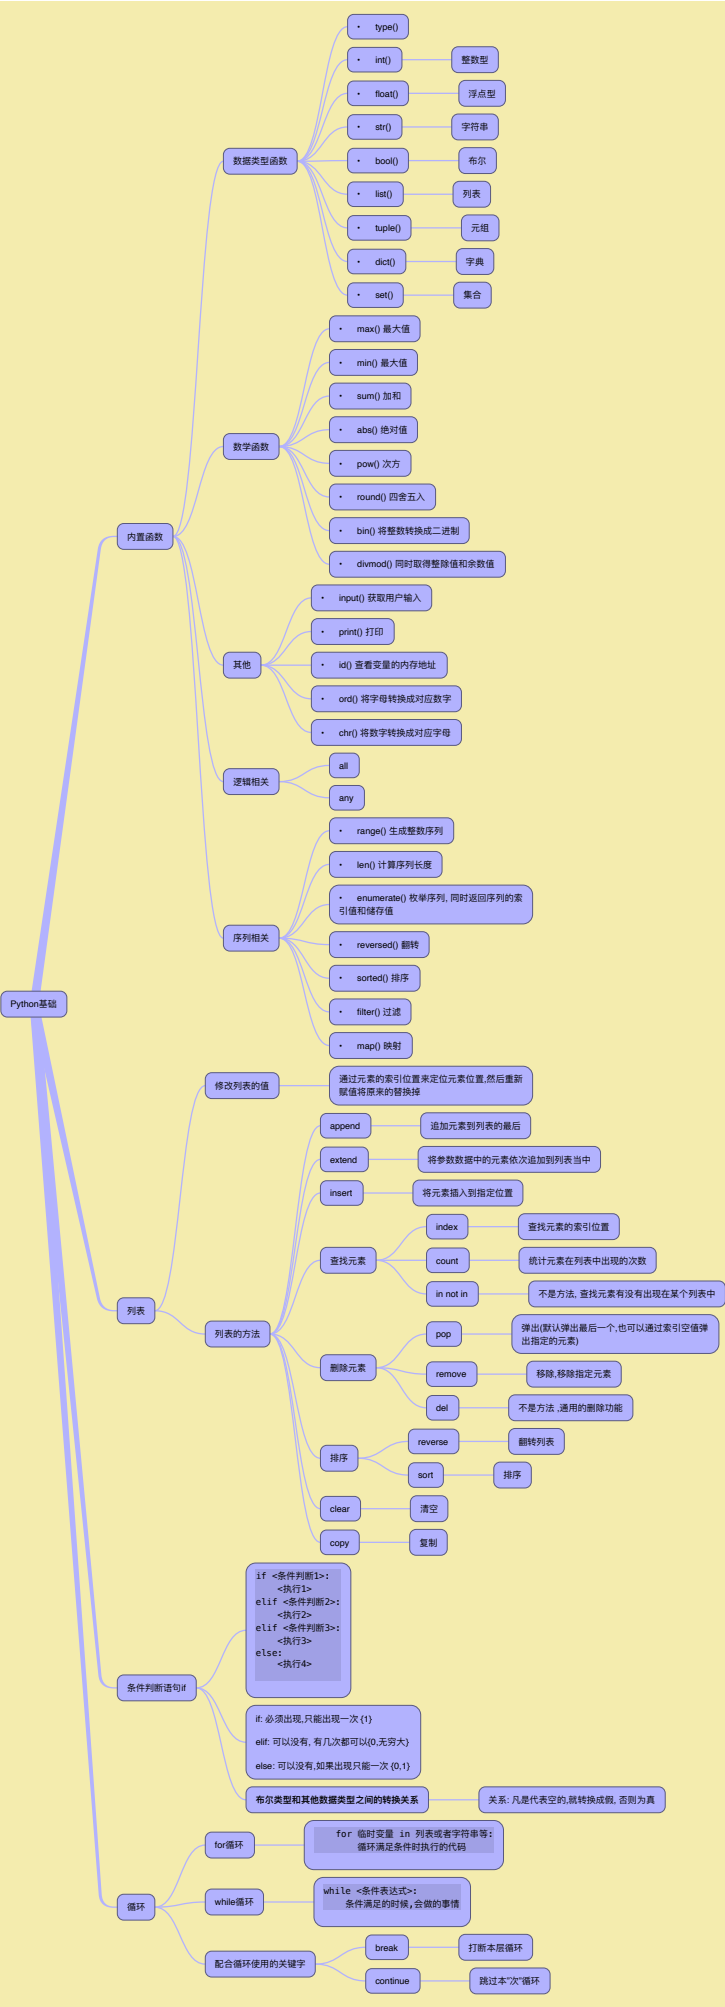 Python基础
内置函数
数据类型函数
• type()
• int()
整数型
• float()
浮点型
• str()
字符串
• bool()
布尔
• list()
列表
• tuple()
元组
• dict()
字典
• set()
集合
数学函数
• max() 最大值
• min() 最大值
• sum() 加和
• abs() 绝对值
• pow() 次方
• round() 四舍五入
• bin() 将整数转换成二进制
• divmod() 同时取得整除值和余数值
其他
• input() 获取用户输入
• print() 打印
• id() 查看变量的内存地址
• ord() 将字母转换成对应数字
• chr() 将数字转换成对应字母
逻辑相关
all
any
序列相关
• range() 生成整数序列
• len() 计算序列长度
• enumerate() 枚举序列, 同时返回序列的索
引值和储存值
• reversed() 翻转
• sorted() 排序
• filter() 过滤
• map() 映射
列表
修改列表的值
通过元素的索引位置来定位元素位置,然后重新
赋值将原来的替换掉
列表的方法
append
追加元素到列表的最后
extend
将参数数据中的元素依次追加到列表当中
insert
将元素插入到指定位置
查找元素
index
查找元素的索引位置
count
统计元素在列表中出现的次数
in not in
不是方法, 查找元素有没有出现在某个列表中
删除元素
pop
弹出(默认弹出最后一个,也可以通过索引空值弹
出指定的元素)
remove
移除,移除指定元素
del
不是方法 ,通用的删除功能
排序
reverse
翻转列表
sort
排序
clear
清空
copy
复制
条件判断语句if
if <条件判断1>:
<执行1>
elif <条件判断2>:
<执行2>
elif <条件判断3>:
<执行3>
else:
<执行4>
if: 必须出现,只能出现一次 {1}
elif: 可以没有, 有几次都可以{0,无穷大}
else: 可以没有,如果出现只能一次 {0,1}
布尔类型和其他数据类型之间的转换关系
关系: 凡是代表空的,就转换成假, 否则为真
循环
for循环
for 临时变量 in 列表或者字符串等:
循环满足条件时执行的代码
while循环
while <条件表达式>:
条件满足的时候,会做的事情
配合循环使用的关键字
break
打断本层循环
continue
跳过本"次"循环